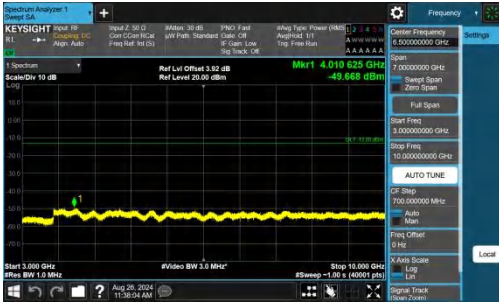 Spectrum Analyzer 1
Swept SA
Frequency
KEYSIGHT
Input: RF
Coupling: DC
Align: Auto
Input Z: 50 Ω
Corr CCorr RCal
Freq Ref: Int (S)
#Atten: 30 dB
µW Path: Standard
PNO: Fast
Gate: Off
IF Gain: Low
Sig Track: Off
#Avg Type: Power (RMS)
Avg|Hold: 1/1
Trig: Free Run
1 2 3 4 5 6
A W W W W W
A A A A A A
1 Spectrum
Scale/Div 10 dB
Log
Ref Lvl Offset 3.92 dB
Ref Level 20.00 dBm
Mkr1 4.010 625 GHz
-49.668 dBm
1
Start 3.000 GHz
#Res BW 1.0 MHz
#Video BW 3.0 MHz*
Stop 10.000 GHz
#Sweep ~1.00 s (40001 pts)
Aug 26, 2024
11:38:04 AM
Center Frequency
6.500000000 GHz
Settings
Span
7.00000000 GHz
Swept Span
Zero Span
Full Span
Start Freq
3.000000000 GHz
Stop Freq
10.000000000 GHz
AUTO TUNE
CF Step
700.000000 MHz
Auto
Man
Freq Offset
0 Hz
X Axis Scale
Log
Lin
Local
Signal Track
(Span Zoom)